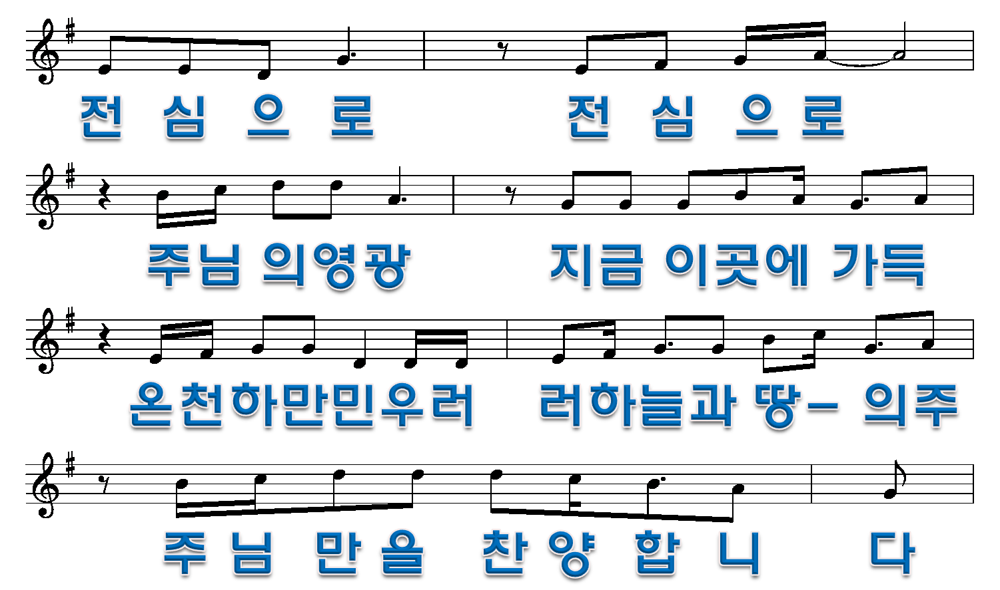 전 심 으 로 전 심 으 로
주님 의영광 지금 이곳에 가득
온천하만민우러 러하늘과 땅- 의주
주 님 만 을 찬 양 합 니 다